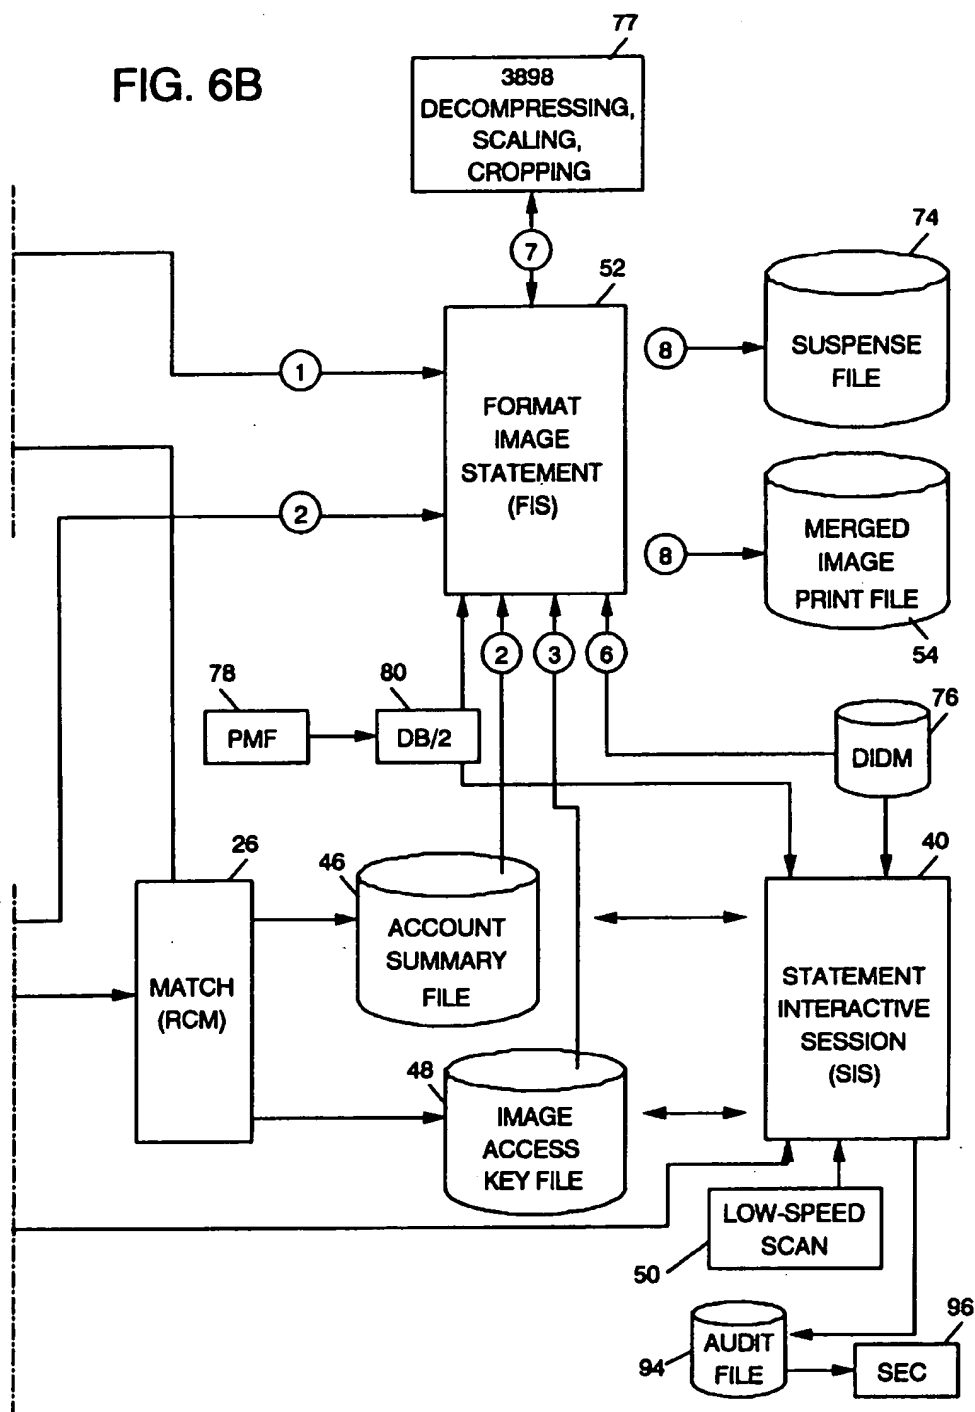 FIG. 6B
77
3898
DECOMPRESSING,
SCALING,
CROPPING
7
52
74
SUSPENSE
FILE
8
1
FORMAT
IMAGE
STATEMENT
(FIS)
2
8
MERGED
IMAGE
PRINT FILE
54
2
3
6
78
PMF
80
DB/2
76
DIDM
26
MATCH
(RCM)
46
ACCOUNT
SUMMARY
FILE
40
STATEMENT
INTERACTIVE
SESSION
(SIS)
48
IMAGE
ACCESS
KEY FILE
LOW-SPEED
SCAN
50
AUDIT
FILE
94
96
SEC